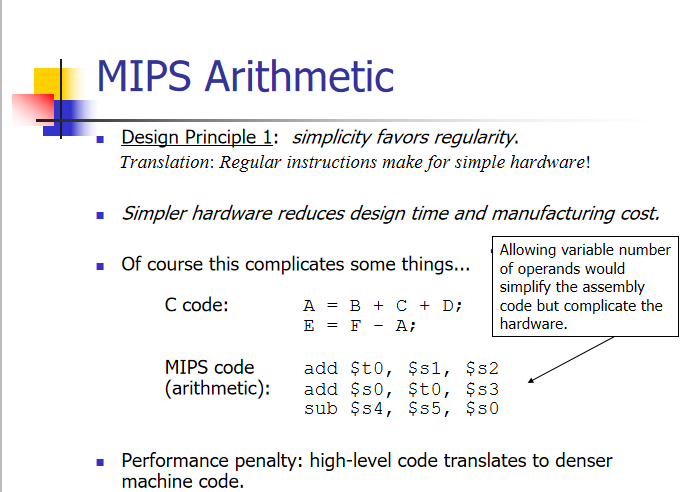 MIPS Arithmetic
Design Principle 1: simplicity favors regularity.
Translation: Regular instructions make for simple hardware!
Simpler hardware reduces design time and manufacturing cost.
Of course this complicates some things...
Allowing variable number
of operands would
simplify the assembly
code but complicate the
hardware.
C code:
A = B + C + D;
E = F - A;
MIPS code
(arithmetic):
add $t0, $s1, $s2
add $s0, $t0, $s3
sub $s4, $s5, $s0
Performance penalty: high-level code translates to denser
machine code.